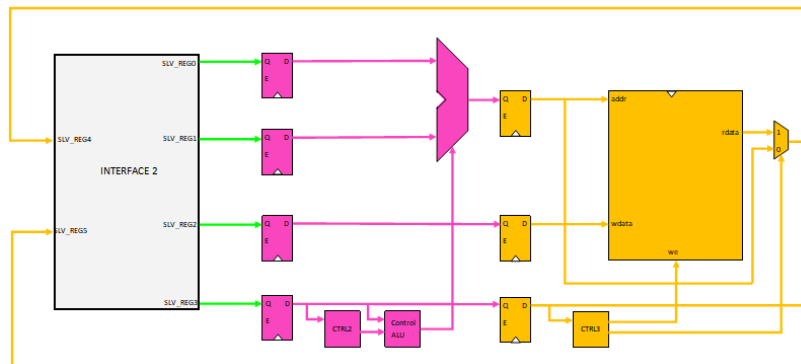 SLV_REG0
Q D
E
Q D
E
addr
rdata
1
0
SLV_REG4
SLV_REG1
Q D
E
INTERFACE 2
SLV_REG5
SLV_REG2
Q D
E
Q D
E
wdata
we
SLV_REG3
Q D
E
CTRL2
Control
ALU
Q D
E
CTRL3